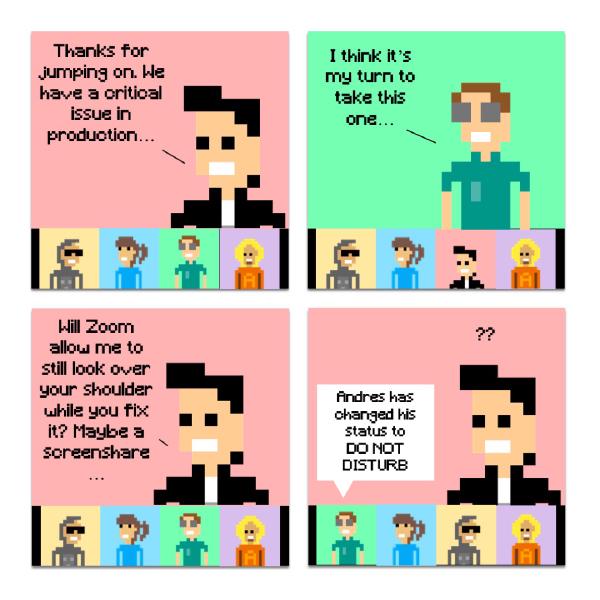 Thanks for
jumping on. We
have a critical
issue in
production...
I think it's
my turn to
take this
one...
Will Zoom
allow me to
still look over
your shoulder
while you fix
it? Maybe a
screenshare
...
??
Andres has
changed his
status to
DO NOT
DISTURB